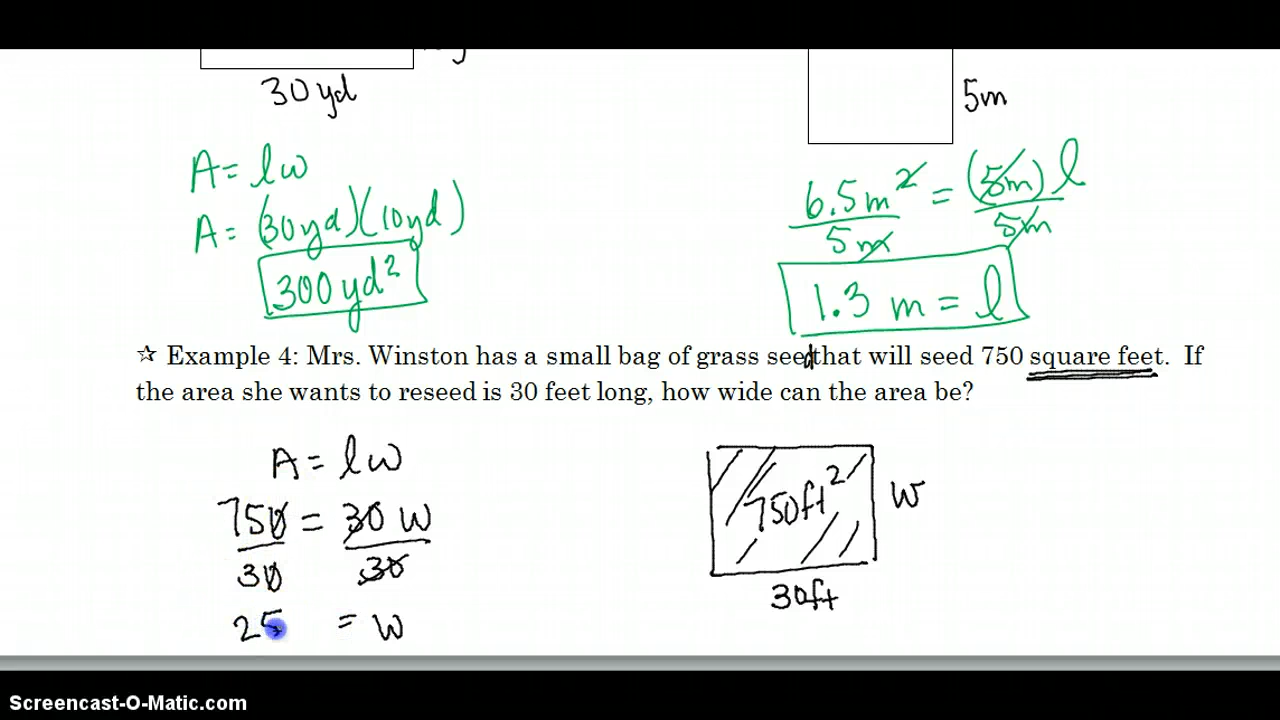 30 yd
5m
A = lw
A = (30yd)(10yd)
300 yd²
6.5m² = (5m) l
5m 5m
1.3 m = l
☆ Example 4: Mrs. Winston has a small bag of grass seed that will seed 750 square feet. If
the area she wants to reseed is 30 feet long, how wide can the area be?
A = lw
750 = 30 w
30 30
25 = w
750ft²
w
30ft
Screencast-O-Matic.com